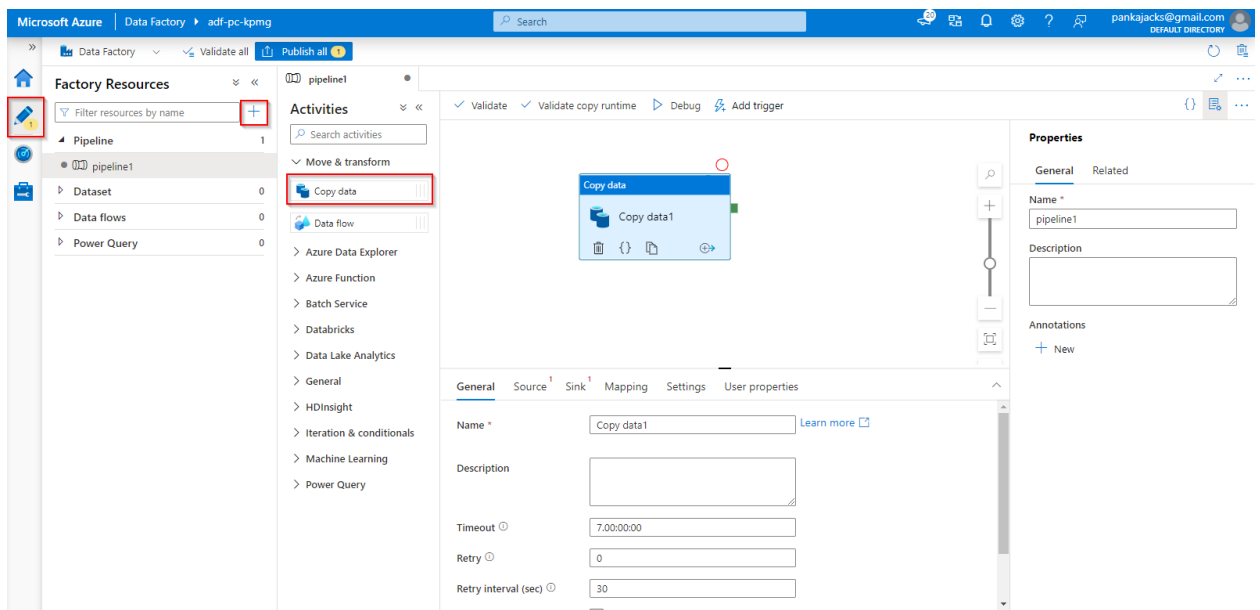 Microsoft Azure Data Factory adf-pc-kpmg Search 20 ? pankajacks@gmail.com
DEFAULT DIRECTORY
Data Factory Validate all Publish all 1
Factory Resources
Filter resources by name
1
Pipeline 1
pipeline1
Dataset 0
Data flows 0
Power Query 0
pipeline1
Activities
Search activities
Move & transform
Copy data
Data flow
Azure Data Explorer
Azure Function
Batch Service
Databricks
Data Lake Analytics
General
HDInsight
Iteration & conditionals
Machine Learning
Power Query
Validate Validate copy runtime Debug Add trigger {}
Copy data
Copy data1
{}
General Source 1 Sink 1 Mapping Settings User properties
Name * Copy data1 Learn more
Description
Timeout 7.00:00:00
Retry 0
Retry interval (sec) 30
Properties
General Related
Name *
pipeline1
Description
Annotations
+ New